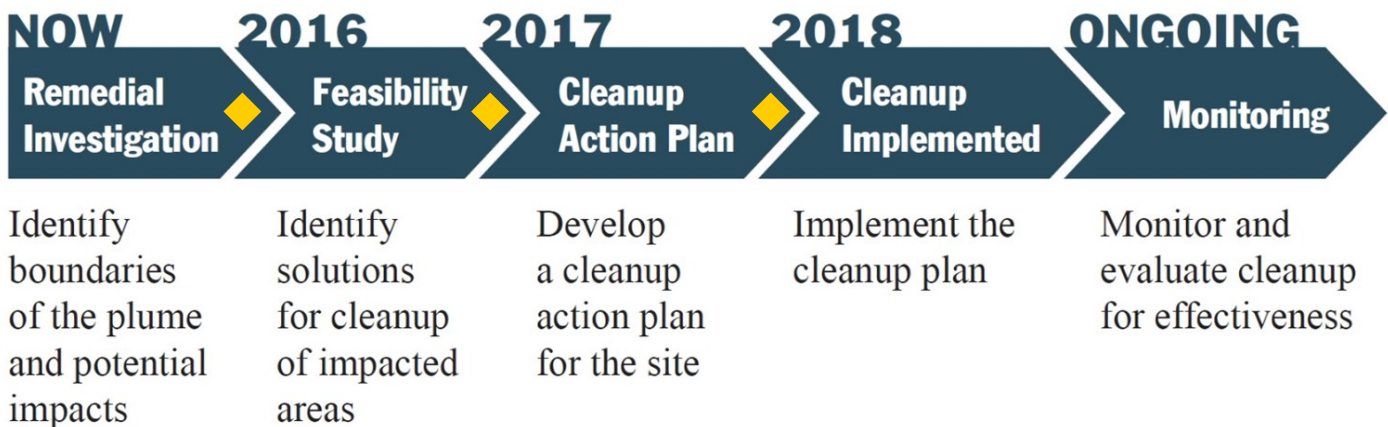 NOW
Remedial
Investigation
Identify
boundaries
of the plume
and potential
impacts
2016
Feasibility
Study
Identify
solutions
for cleanup
of impacted
areas
2017
Cleanup
Action Plan
Develop
a cleanup
action plan
for the site
2018
Cleanup
Implemented
Implement the
cleanup plan
ONGOING
Monitoring
Monitor and
evaluate cleanup
for effectiveness